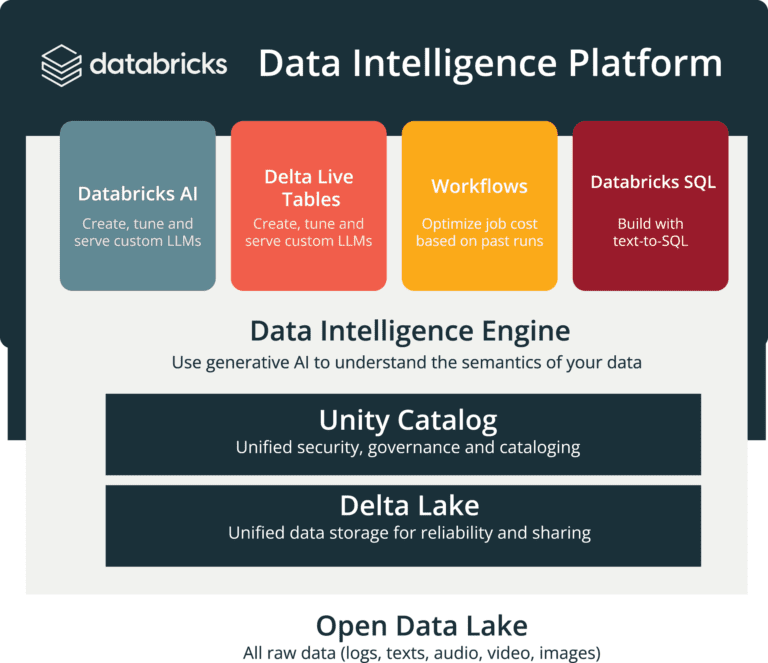 databricks Data Intelligence Platform
Databricks AI
Create, tune and
serve custom LLMs
Delta Live
Tables
Create, tune and
serve custom LLMs
Workflows
Optimize job cost
based on past runs
Databricks SQL
Build with
text-to-SQL
Data Intelligence Engine
Use generative AI to understand the semantics of your data
Unity Catalog
Unified security, governance and cataloging
Delta Lake
Unified data storage for reliability and sharing
Open Data Lake
All raw data (logs, texts, audio, video, images)